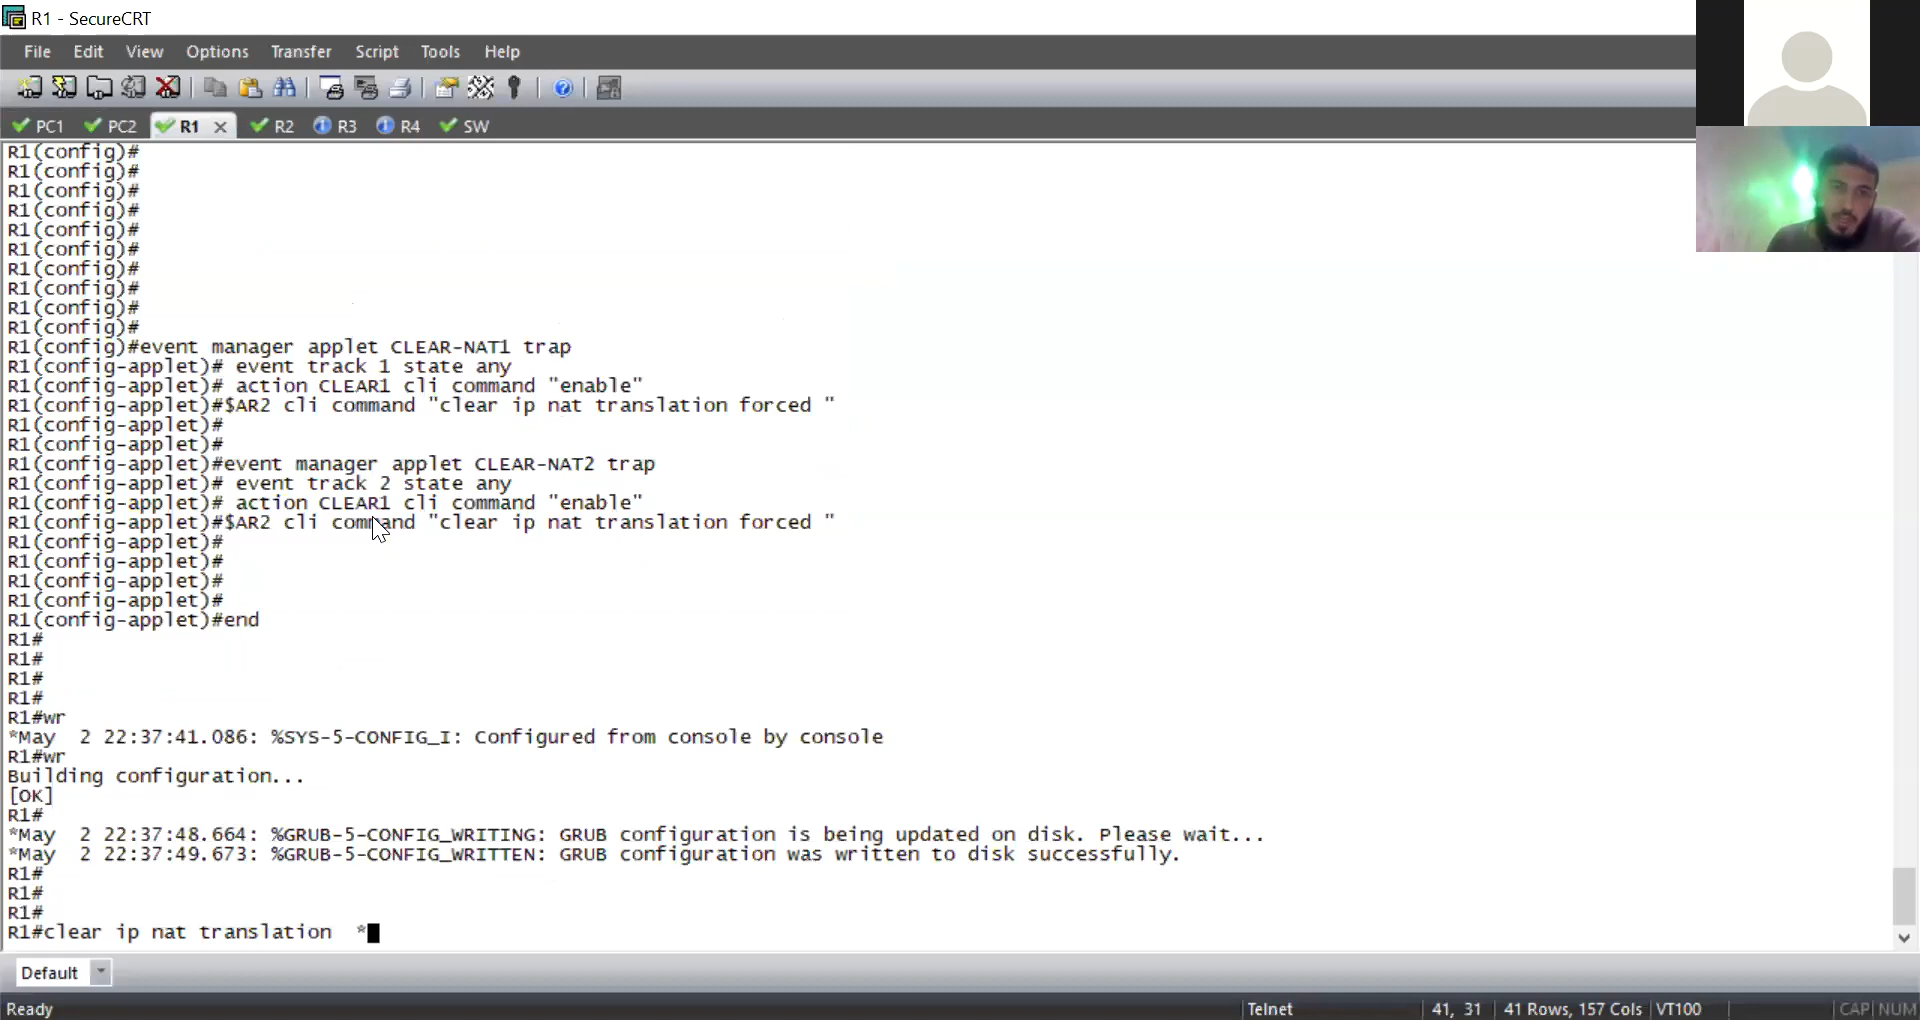 R1 - SecureCRT
File Edit View Options Transfer Script Tools Help
PC1 PC2 R1 R2 R3 R4 SW
R1(config)#
R1(config)#
R1(config)#
R1(config)#
R1(config)#
R1(config)#
R1(config)#
R1(config)#
R1(config)#
R1(config)#
R1(config)#event manager applet CLEAR-NAT1 trap
R1(config-applet)# event track 1 state any
R1(config-applet)# action CLEAR1 cli command "enable"
R1(config-applet)#$AR2 cli command "clear ip nat translation forced "
R1(config-applet)#
R1(config-applet)#
R1(config-applet)#event manager applet CLEAR-NAT2 trap
R1(config-applet)# event track 2 state any
R1(config-applet)# action CLEAR1 cli command "enable"
R1(config-applet)#$AR2 cli command "clear ip nat translation forced "
R1(config-applet)#
R1(config-applet)#
R1(config-applet)#
R1(config-applet)#
R1(config-applet)#end
R1#
R1#
R1#
R1#
R1#wr
*May  2 22:37:41.086: %SYS-5-CONFIG_I: Configured from console by console
R1#wr
Building configuration...
[OK]
R1#
*May  2 22:37:48.664: %GRUB-5-CONFIG_WRITING: GRUB configuration is being updated on disk. Please wait...
*May  2 22:37:49.673: %GRUB-5-CONFIG_WRITTEN: GRUB configuration was written to disk successfully.
R1#
R1#
R1#
R1#clear ip nat translation  *
Default
Ready Telnet 41, 31 41 Rows, 157 Cols VT100 CAP NUM